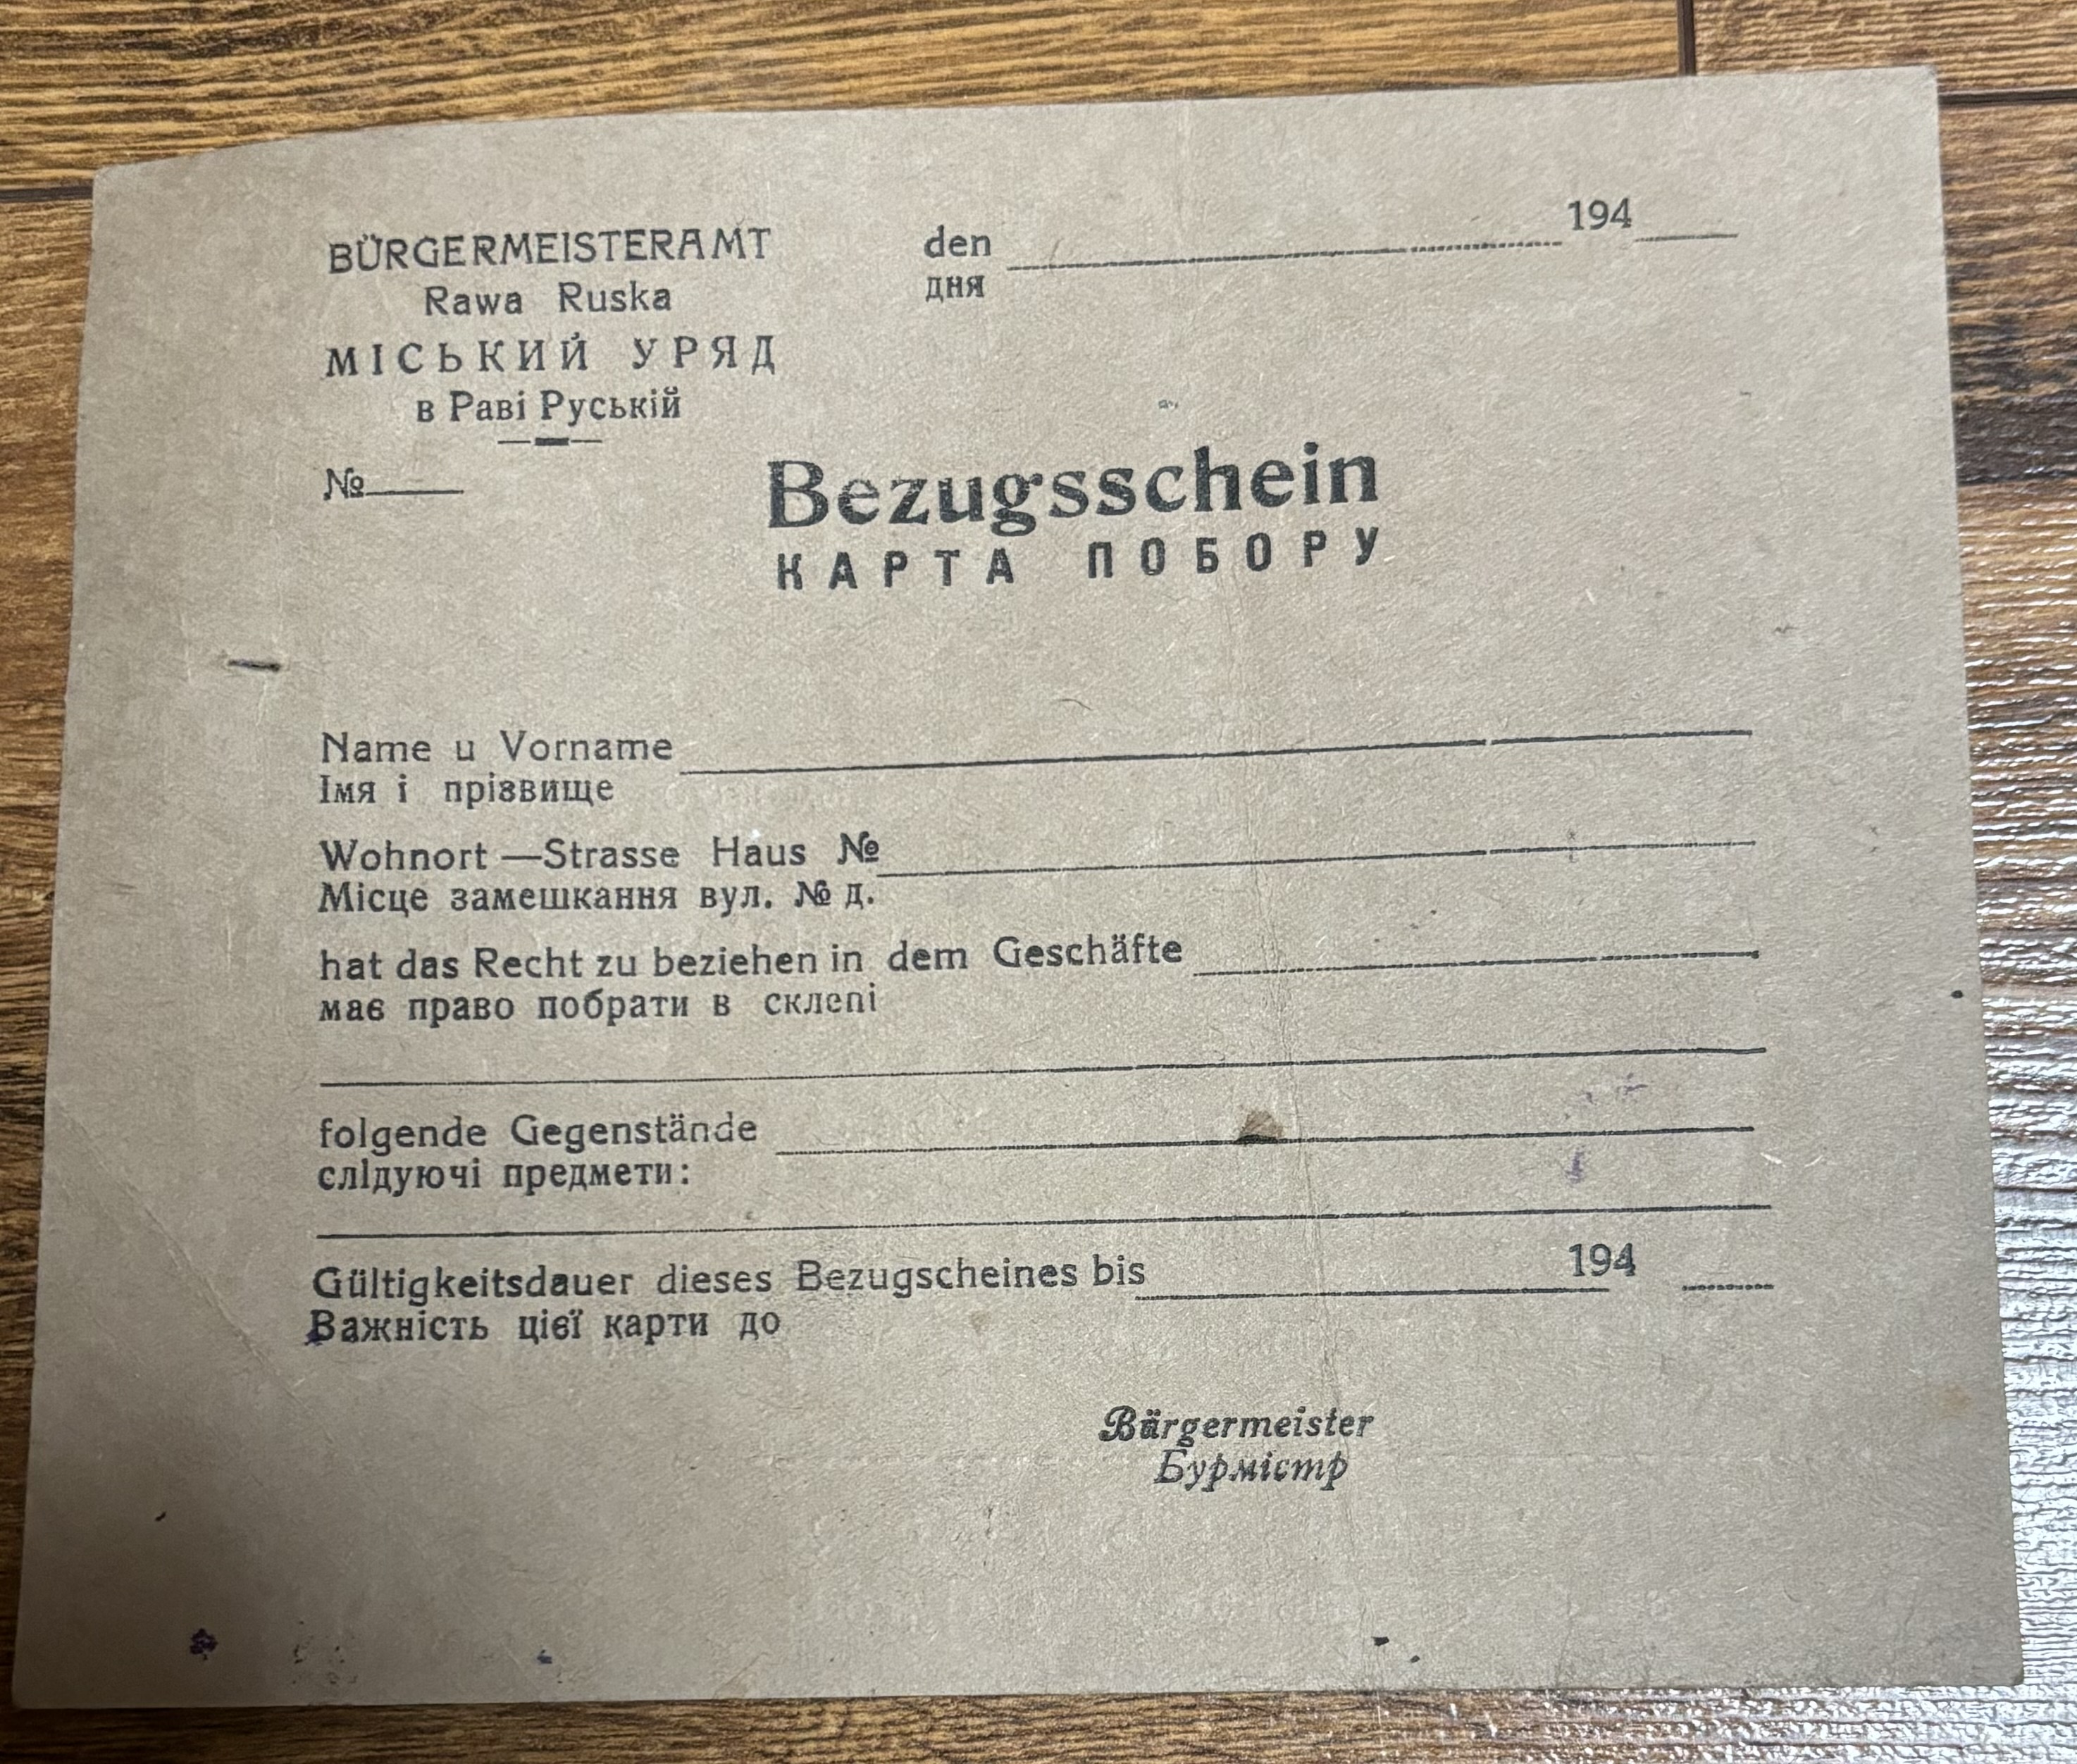 BÜRGERMEISTERAMT
Rawa Ruska
МІСЬКИЙ УРЯД
в Раві Руській
№
den 194
дня
Bezugsschein
КАРТА ПОБОРУ
Name u Vorname
Імя і прізвище
Wohnort —Strasse Haus №
Місце замешкання вул. № д.
hat das Recht zu beziehen in dem Geschäfte
має право побрати в склепі
folgende Gegenstände
слідуючі предмети:
Gültigkeitsdauer dieses Bezugscheines bis 194
Важність цієї карти до
Bärgermeister
Бурмістр